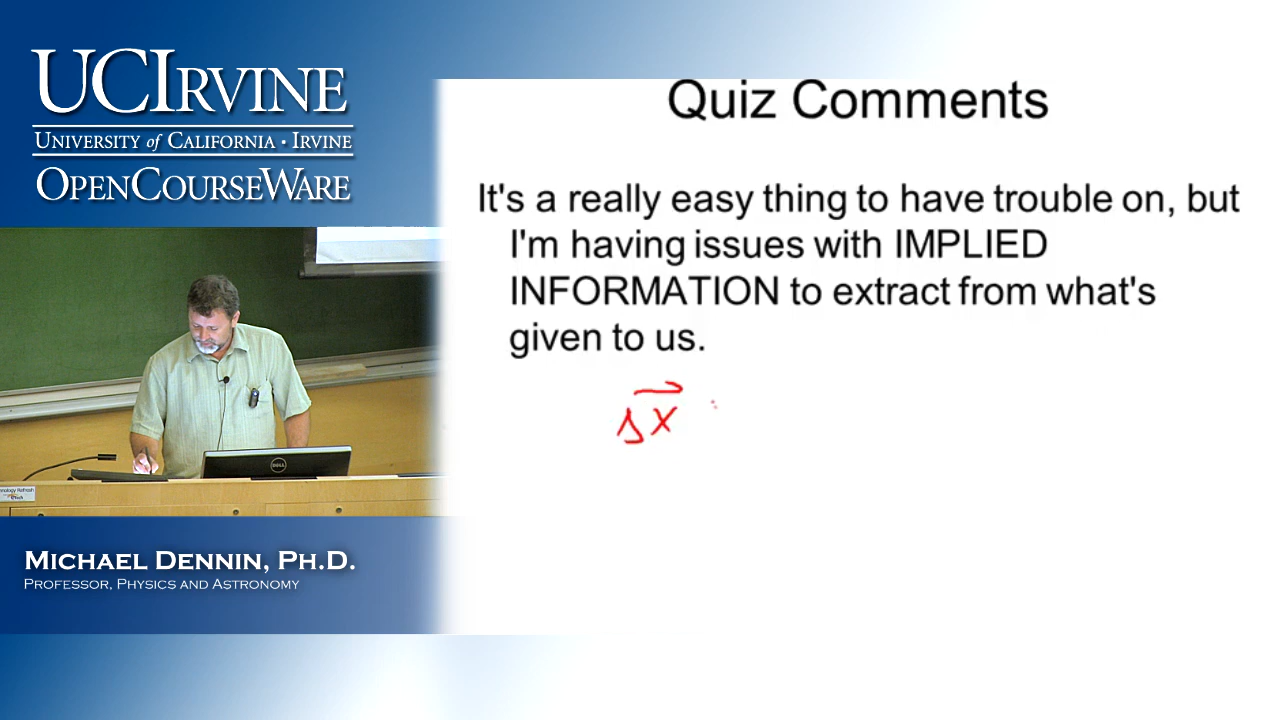 UCIRVINE
UNIVERSITY of CALIFORNIA · IRVINE
OPENCOURSEWARE
Quiz Comments
It's a really easy thing to have trouble on, but
I'm having issues with IMPLIED
INFORMATION to extract from what's
given to us.
Δx
DELL
MICHAEL DENNIN, PH.D.
PROFESSOR, PHYSICS AND ASTRONOMY